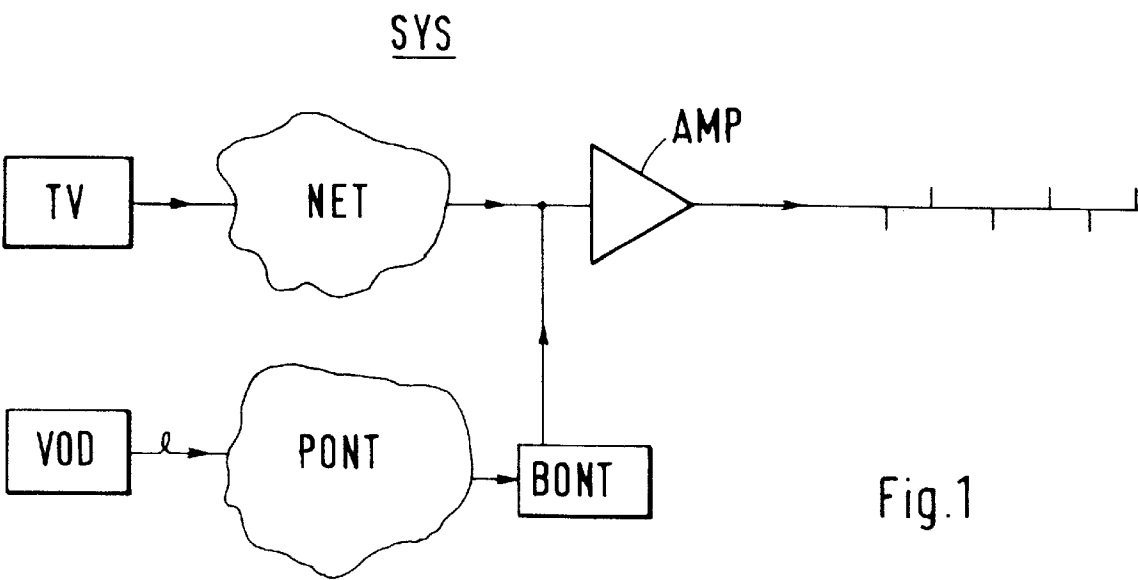 SYS
AMP
TV
NET
VOD
PONT
BONT
Fig.1